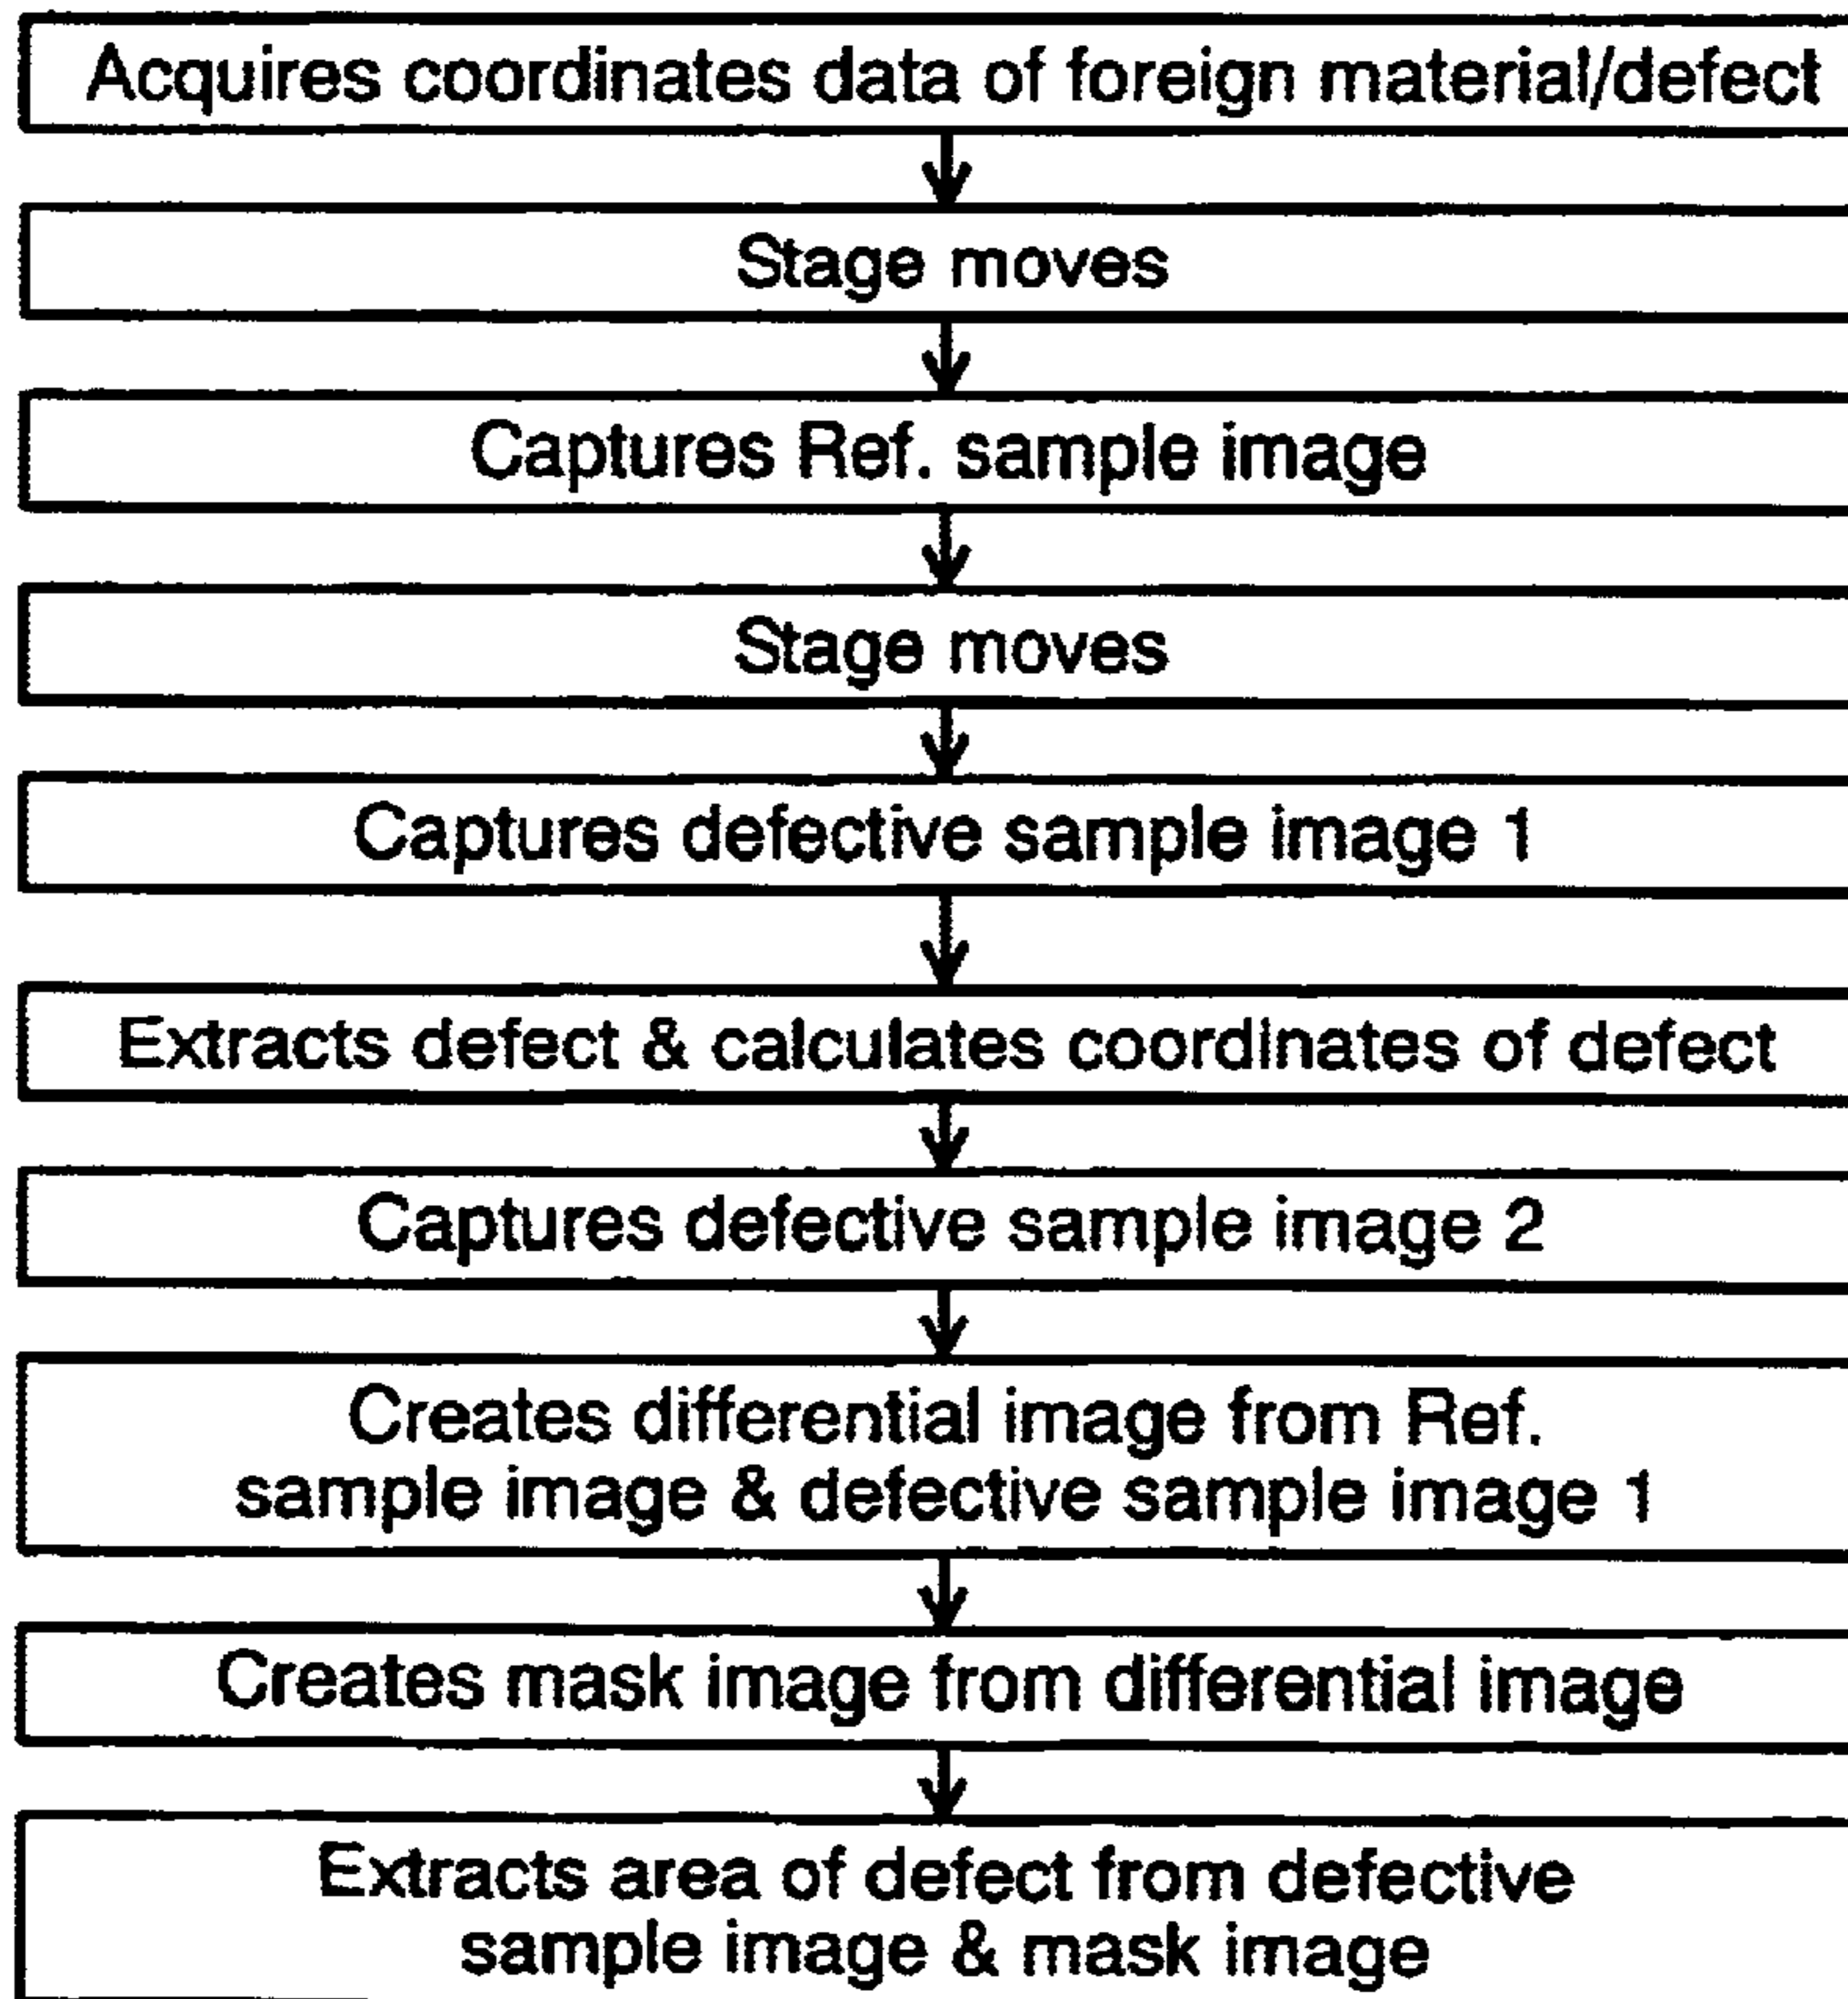 Acquires coordinates data of foreign material/defect
Stage moves
Captures Ref. sample image
Stage moves
Captures defective sample image 1
Extracts defect & calculates coordinates of defect
Captures defective sample image 2
Creates differential image from Ref.
sample image & defective sample image 1
Creates mask image from differential image
Extracts area of defect from defective
sample image & mask image